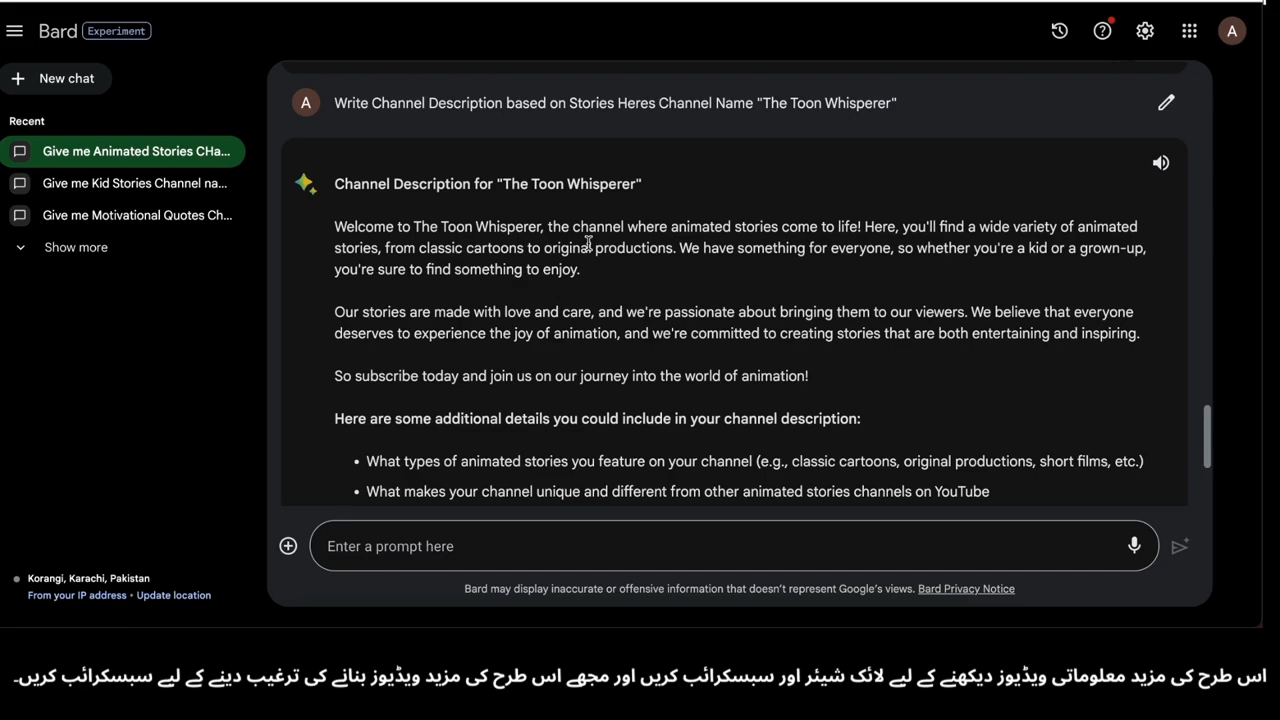 Bard Experiment
A
New chat
Recent
Give me Animated Stories CHa...
Give me Kid Stories Channel na...
Give me Motivational Quotes Ch...
Show more
Korangi, Karachi, Pakistan
From your IP address • Update location
A Write Channel Description based on Stories Heres Channel Name "The Toon Whisperer"
Channel Description for "The Toon Whisperer"
Welcome to The Toon Whisperer, the channel where animated stories come to life! Here, you'll find a wide variety of animated
stories, from classic cartoons to original productions. We have something for everyone, so whether you're a kid or a grown-up,
you're sure to find something to enjoy.
Our stories are made with love and care, and we're passionate about bringing them to our viewers. We believe that everyone
deserves to experience the joy of animation, and we're committed to creating stories that are both entertaining and inspiring.
So subscribe today and join us on our journey into the world of animation!
Here are some additional details you could include in your channel description:
• What types of animated stories you feature on your channel (e.g., classic cartoons, original productions, short films, etc.)
• What makes your channel unique and different from other animated stories channels on YouTube
Enter a prompt here
Bard may display inaccurate or offensive information that doesn't represent Google's views. Bard Privacy Notice
اس طرح کی مزید معلوماتی ویڈیوز دیکھنے کے لیے لائک شیئر اور سبسکرائب کریں اور مجھے اس طرح کی مزید ویڈیوز بنانے کی ترغیب دینے کے لیے سبسکرائب کریں۔